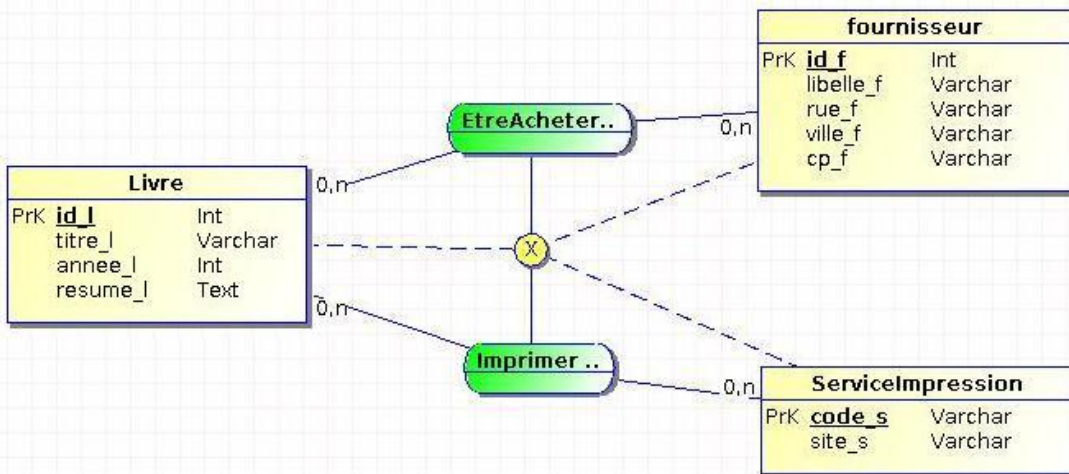 fournisseur
PrK id_f Int
libelle_f Varchar
rue_f Varchar
ville_f Varchar
cp_f Varchar
EtreAcheter..
0,n
0,n
Livre
PrK id_l Int
titre_l Varchar
annee_l Int
resume_l Text
X
0,n
Imprimer ..
0,n
ServiceImpression
PrK code_s Varchar
site_s Varchar